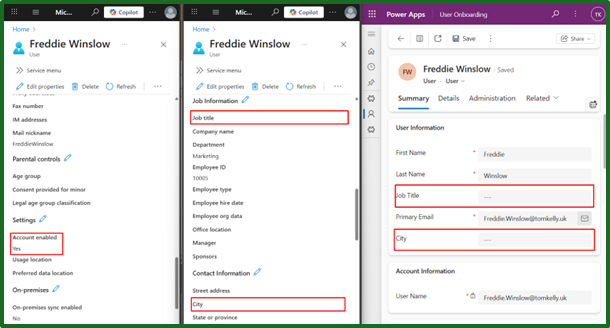 Mic...
Copilot
Home
Freddie Winslow
User
Service menu
Edit properties
Delete
Refresh
Fax number
IM addresses
Mail nickname
FreddieWinslow
Parental controls
Age group
Consent provided for minor
Legal age group classification
Settings
Account enabled
Yes
Usage location
Preferred data location
On-premises
On-premises sync enabled
No
Mic...
Copilot
Home
Freddie Winslow
User
Service menu
Edit properties
Delete
Refresh
Job Information
Job title
Company name
Department
Marketing
Employee ID
10005
Employee type
Employee hire date
Employee org data
Office location
Manager
Sponsors
Contact Information
Street address
City
State or province
Power Apps
User Onboarding
TK
Save
Share
FW
Freddie Winslow - Saved
User · User
Summary
Details
Administration
Related
User Information
First Name * Freddie
Last Name * Winslow
Job Title ---
Primary Email * Freddie.Winslow@tomkelly.uk
City ---
Account Information
User Name * Freddie.Winslow@tomkelly.uk